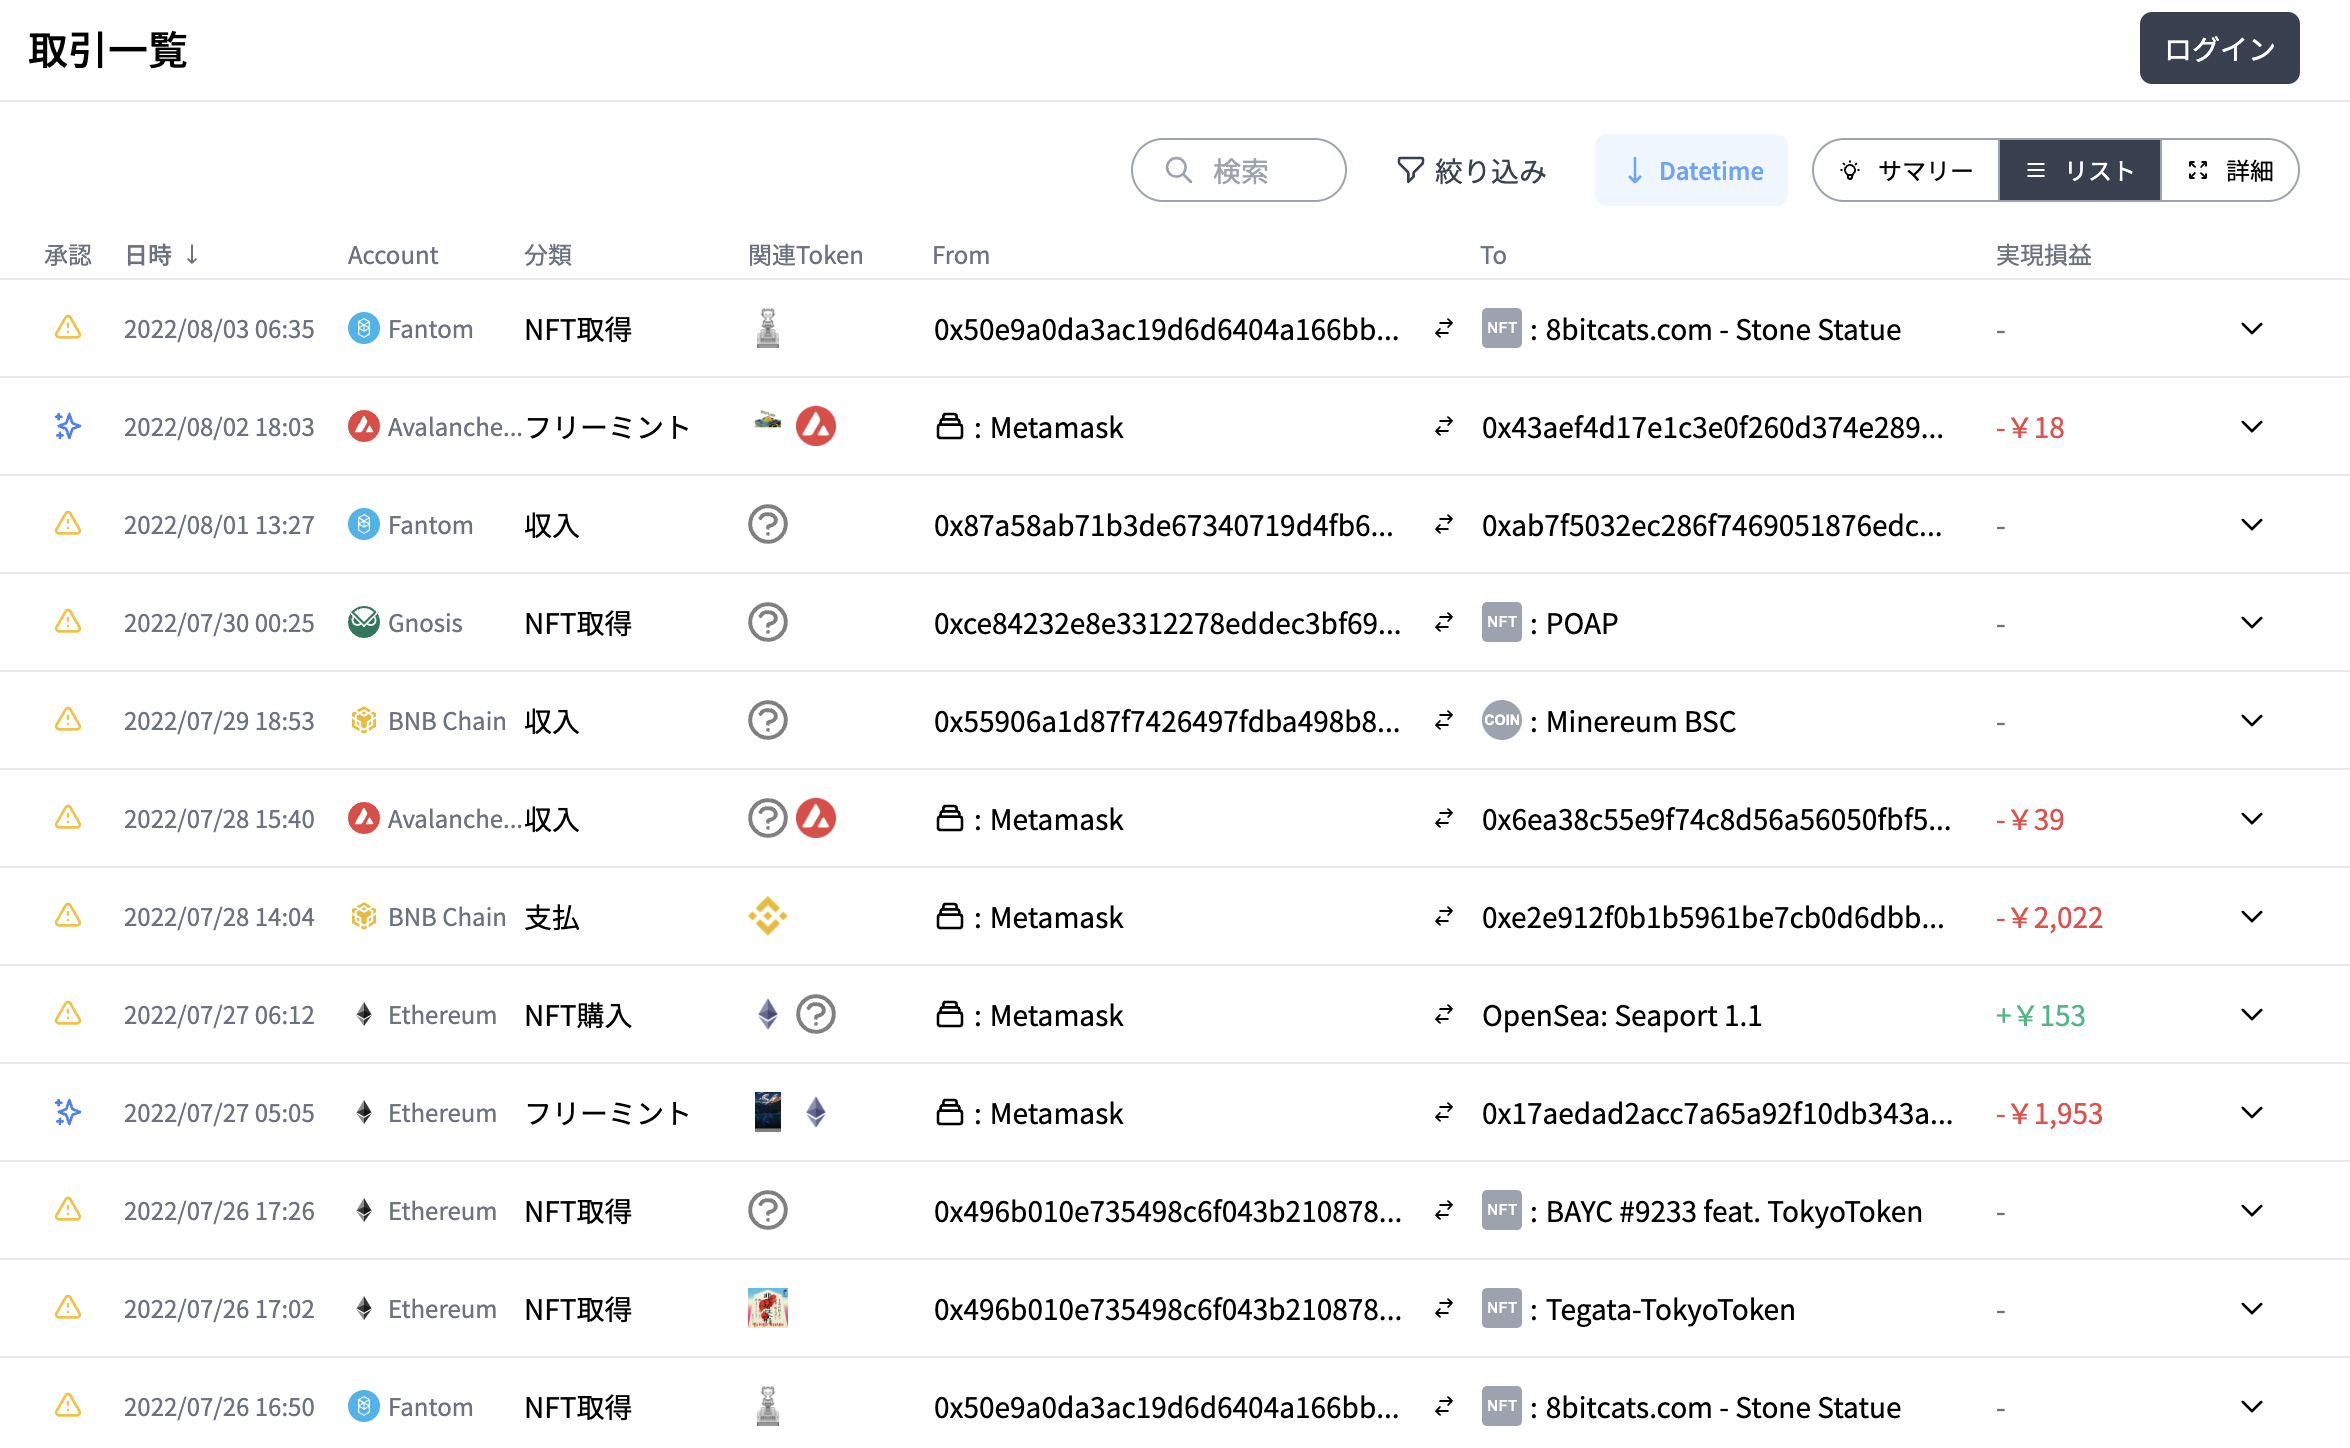 取引一覧 ログイン
検索 絞り込み ↓ Datetime サマリー リスト 詳細
承認 日時 ↓ Account 分類 関連Token From To 実現損益
2022/08/03 06:35 Fantom NFT取得 0x50e9a0da3ac19d6d6404a166bb... NFT : 8bitcats.com - Stone Statue -
2022/08/02 18:03 Avalanche... フリーミント : Metamask 0x43aef4d17e1c3e0f260d374e289... -￥18
2022/08/01 13:27 Fantom 収入 0x87a58ab71b3de67340719d4fb6... 0xab7f5032ec286f7469051876edc... -
2022/07/30 00:25 Gnosis NFT取得 0xce84232e8e3312278eddec3bf69... NFT : POAP -
2022/07/29 18:53 BNB Chain 収入 0x55906a1d87f7426497fdba498b8... COIN : Minereum BSC -
2022/07/28 15:40 Avalanche... 収入 : Metamask 0x6ea38c55e9f74c8d56a56050fbf5... -￥39
2022/07/28 14:04 BNB Chain 支払 : Metamask 0xe2e912f0b1b5961be7cb0d6dbb... -￥2,022
2022/07/27 06:12 Ethereum NFT購入 : Metamask OpenSea: Seaport 1.1 +￥153
2022/07/27 05:05 Ethereum フリーミント : Metamask 0x17aedad2acc7a65a92f10db343a... -￥1,953
2022/07/26 17:26 Ethereum NFT取得 0x496b010e735498c6f043b210878... NFT : BAYC #9233 feat. TokyoToken -
2022/07/26 17:02 Ethereum NFT取得 0x496b010e735498c6f043b210878... NFT : Tegata-TokyoToken -
2022/07/26 16:50 Fantom NFT取得 0x50e9a0da3ac19d6d6404a166bb... NFT : 8bitcats.com - Stone Statue -